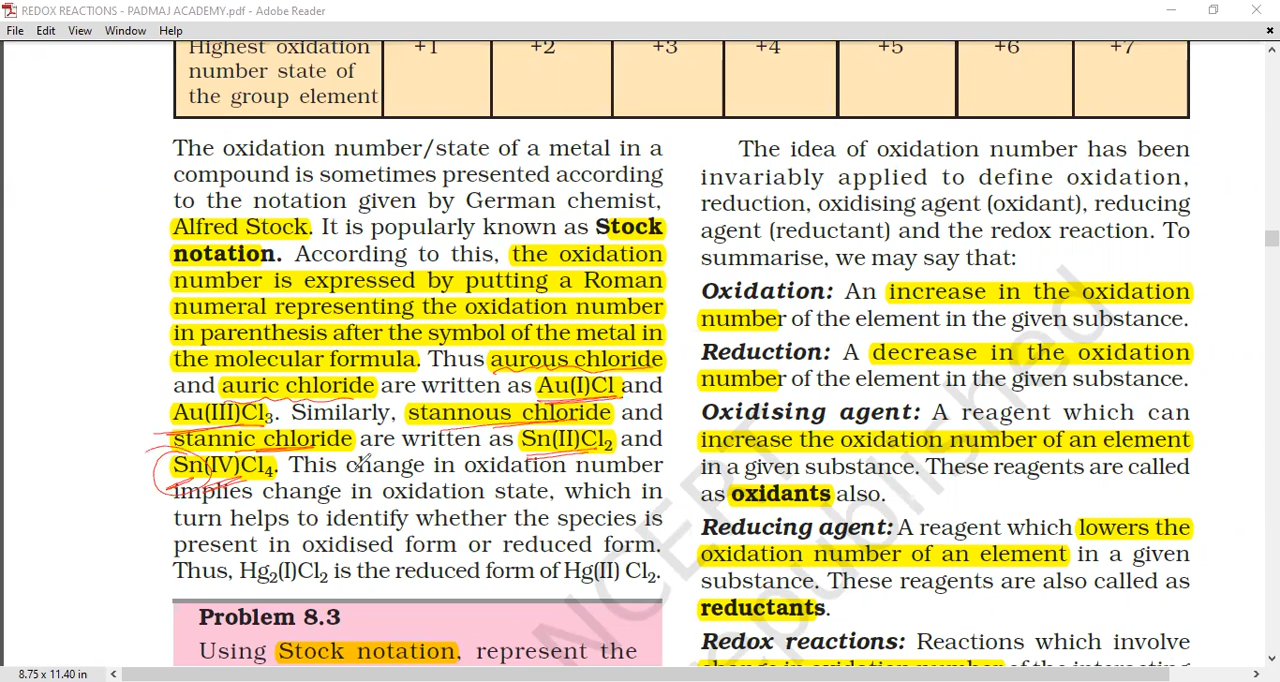 REDOX REACTIONS - PADMAJ ACADEMY.pdf - Adobe Reader
File Edit View Window Help
Highest oxidation +1 +2 +3 +4 +5 +6 +7
number state of
the group element
The oxidation number/state of a metal in a
compound is sometimes presented according
to the notation given by German chemist,
Alfred Stock. It is popularly known as Stock
notation. According to this, the oxidation
number is expressed by putting a Roman
numeral representing the oxidation number
in parenthesis after the symbol of the metal in
the molecular formula. Thus aurous chloride
and auric chloride are written as Au(I)Cl and
Au(III)Cl₃. Similarly, stannous chloride and
stannic chloride are written as Sn(II)Cl₂ and
Sn(IV)Cl₄. This change in oxidation number
implies change in oxidation state, which in
turn helps to identify whether the species is
present in oxidised form or reduced form.
Thus, Hg₂(I)Cl₂ is the reduced form of Hg(II) Cl₂.
Problem 8.3
Using Stock notation, represent the
The idea of oxidation number has been
invariably applied to define oxidation,
reduction, oxidising agent (oxidant), reducing
agent (reductant) and the redox reaction. To
summarise, we may say that:
Oxidation: An increase in the oxidation
number of the element in the given substance.
Reduction: A decrease in the oxidation
number of the element in the given substance.
Oxidising agent: A reagent which can
increase the oxidation number of an element
in a given substance. These reagents are called
as oxidants also.
Reducing agent: A reagent which lowers the
oxidation number of an element in a given
substance. These reagents are also called as
reductants.
Redox reactions: Reactions which involve
change in oxidation number of the interacting
NCERT
republished
8.75 x 11.40 in